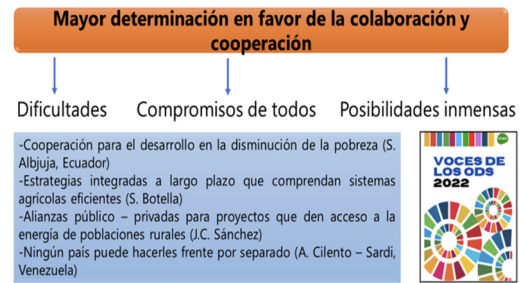 Mayor determinación en favor de la colaboración y
cooperación
Dificultades Compromisos de todos Posibilidades inmensas
-Cooperación para el desarrollo en la disminución de la pobreza (S.
Albjuja, Ecuador)
-Estrategias integradas a largo plazo que comprendan sistemas
agrícolas eficientes (S. Botella)
-Alianzas público – privadas para proyectos que den acceso a la
energía de poblaciones rurales (J.C. Sánchez)
-Ningún país puede hacerles frente por separado (A. Cilento – Sardi,
Venezuela)
VOCES DE
LOS ODS
2022